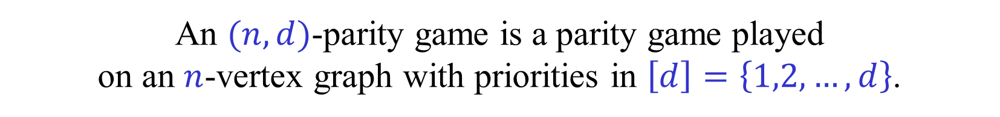 An (n, d)-parity game is a parity game played
on an n-vertex graph with priorities in [d] = {1,2, … , d}.